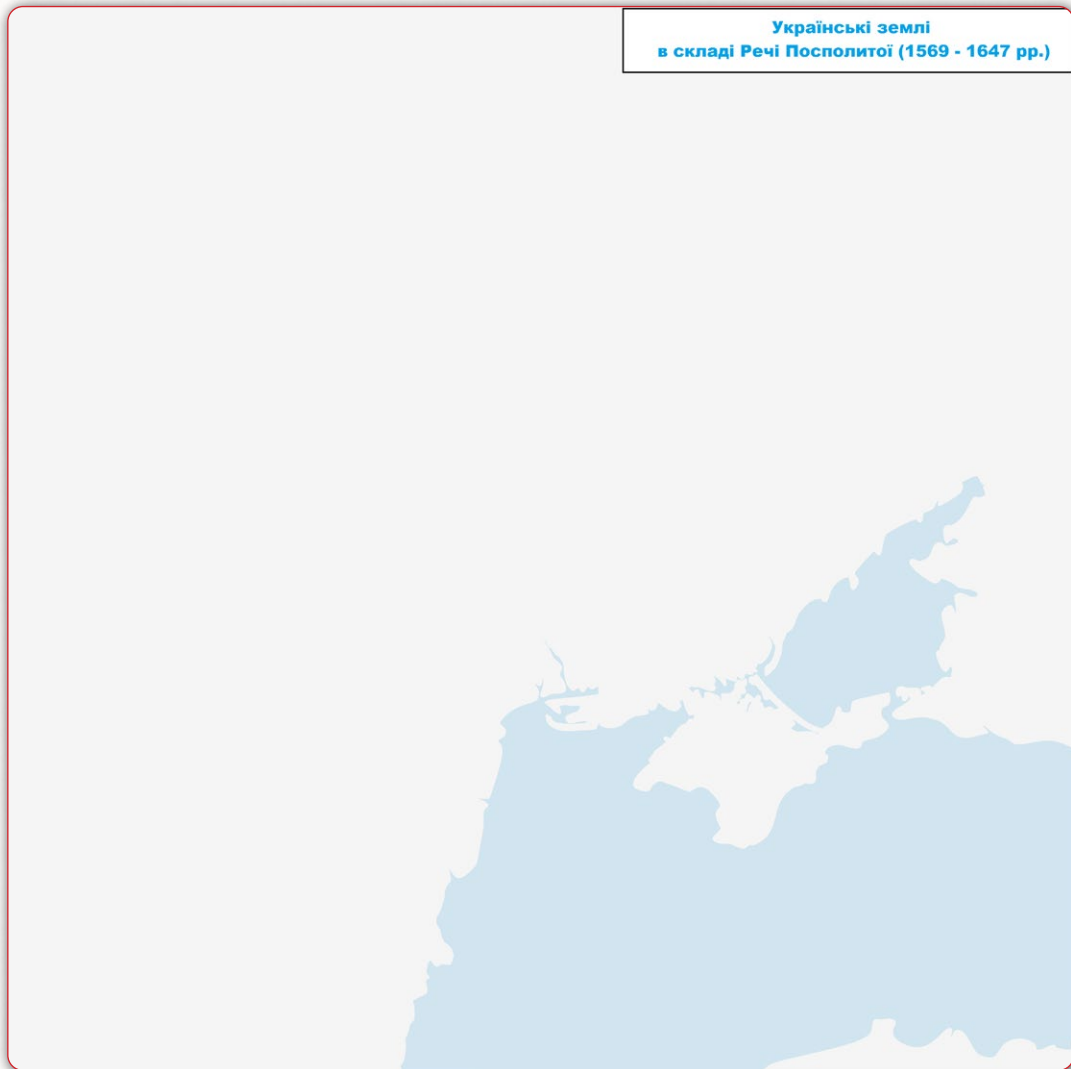 Українські землі
в складі Речі Посполитої (1569 - 1647 рр.)